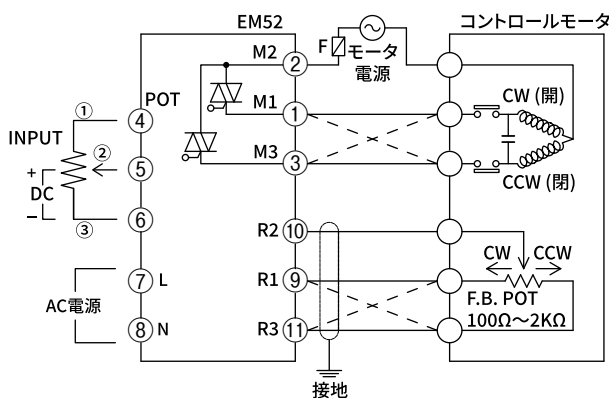 EM52
コントロールモータ
M2
2
F
モータ
電源
POT
M1
1
CW (開)
①
4
INPUT
②
5
M3
3
CCW (閉)
+
DC
−
6
③
R2
10
CW
CCW
AC電源
7
L
R1
9
F.B. POT
100Ω～2KΩ
8
N
R3
11
接地